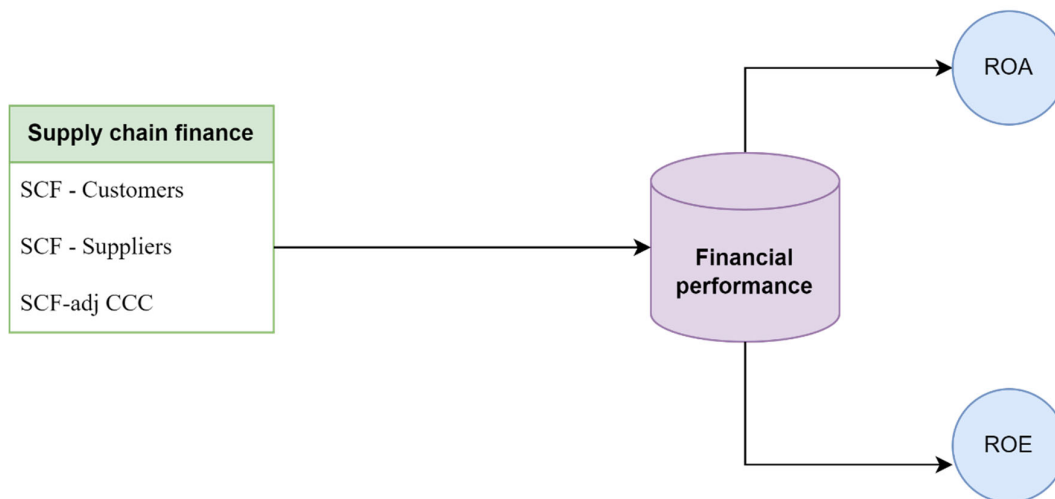 Supply chain finance
SCF - Customers
SCF - Suppliers
SCF-adj CCC
Financial
performance
ROA
ROE